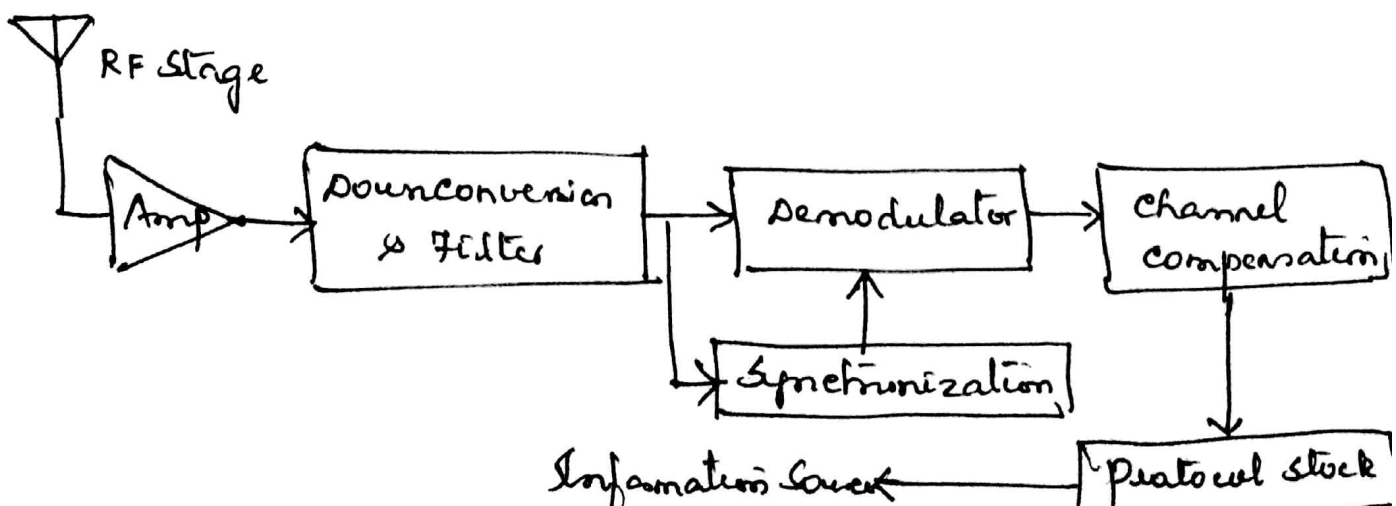 RF Stage
Amp
Downconversion
& Filter
Demodulator
Channel
compensation
Synchronization
Information Source
Protocol stack